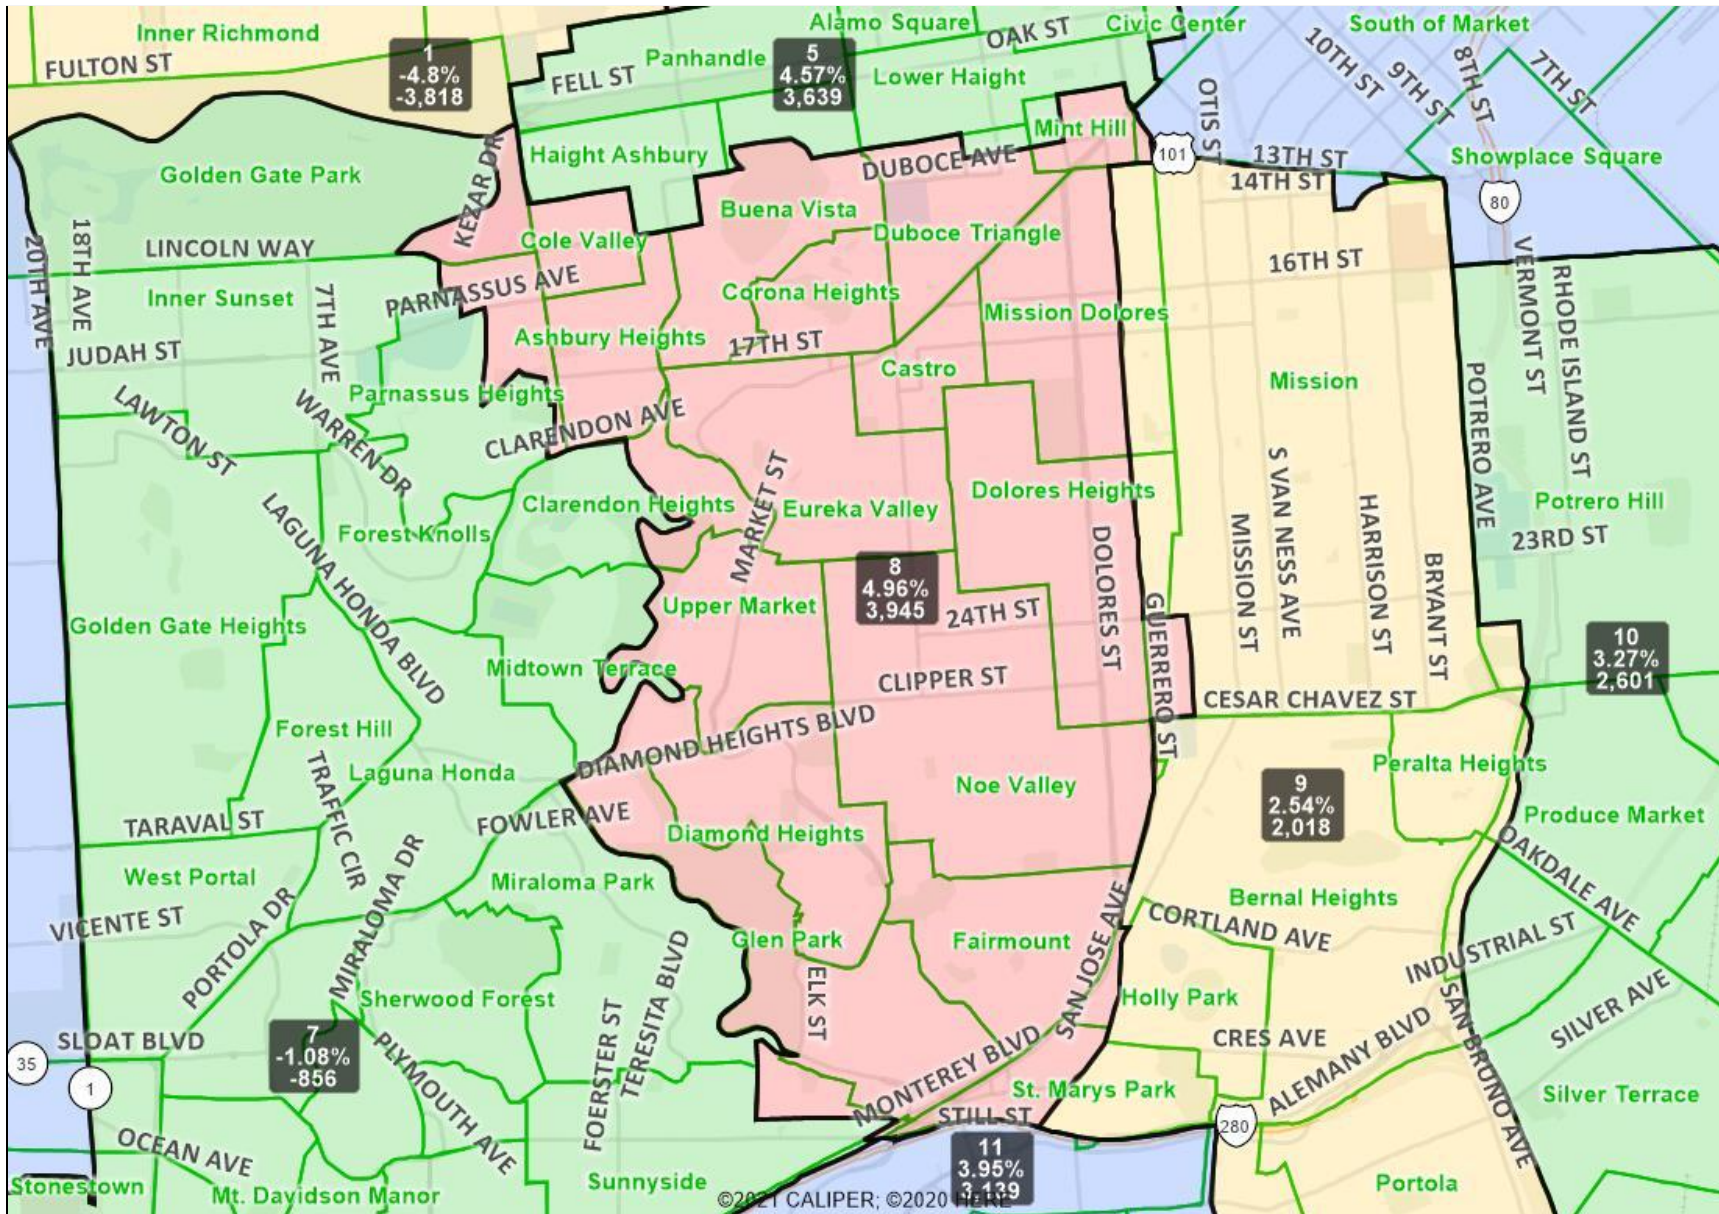 Inner Richmond
FULTON ST
1
-4.8%
-3,818
Alamo Square
Panhandle
5
4.57%
3,639
OAK ST
Civic Center
South of Market
FELL ST
Lower Haight
10TH ST
9TH ST
8TH ST
7TH ST
OTIS ST
Golden Gate Park
KEZAR DR
Haight Ashbury
DUBOCE AVE
Mint Hill
101
13TH ST
14TH ST
Showplace Square
80
20TH AVE
18TH AVE
LINCOLN WAY
Cole Valley
Buena Vista
Duboce Triangle
16TH ST
VERMONT ST
RHODE ISLAND ST
Inner Sunset
7TH AVE
PARNASSUS AVE
Corona Heights
Mission Dolores
JUDAH ST
Ashbury Heights
17TH ST
Castro
Mission
POTRERO AVE
Parnassus Heights
LAWTON ST
WARREN DR
CLARENDON AVE
MARKET ST
Dolores Heights
S VAN NESS AVE
HARRISON ST
Potrero Hill
23RD ST
LAGUNA HONDA BLVD
Forest Knolls
Clarendon Heights
Eureka Valley
DOLORES ST
MISSION ST
BRYANT ST
8
4.96%
3,945
Golden Gate Heights
Upper Market
24TH ST
GUERRERO ST
10
3.27%
2,601
Midtown Terrace
CLIPPER ST
CESAR CHAVEZ ST
Forest Hill
DIAMOND HEIGHTS BLVD
TRAFFIC CIR
Laguna Honda
Noe Valley
9
2.54%
2,018
Peralta Heights
TARAVAL ST
FOWLER AVE
Diamond Heights
Produce Market
OAKDALE AVE
West Portal
MIRALOMA DR
Miraloma Park
Bernal Heights
VICENTE ST
PORTOLA DR
Glen Park
Fairmount
SAN JOSE AVE
CORTLAND AVE
INDUSTRIAL ST
Sherwood Forest
FOERSTER ST
TERESITA BLVD
ELK ST
Holly Park
SILVER AVE
35
SLOAT BLVD
7
-1.08%
-856
PLYMOUTH AVE
MONTEREY BLVD
CRES AVE
ALEMANY BLVD
SAN BRUNO AVE
1
St. Marys Park
Silver Terrace
STILL ST
280
OCEAN AVE
11
3.95%
3,139
Stonestown
Mt. Davidson Manor
Sunnyside
Portola
©2021 CALIPER; ©2020 HERE